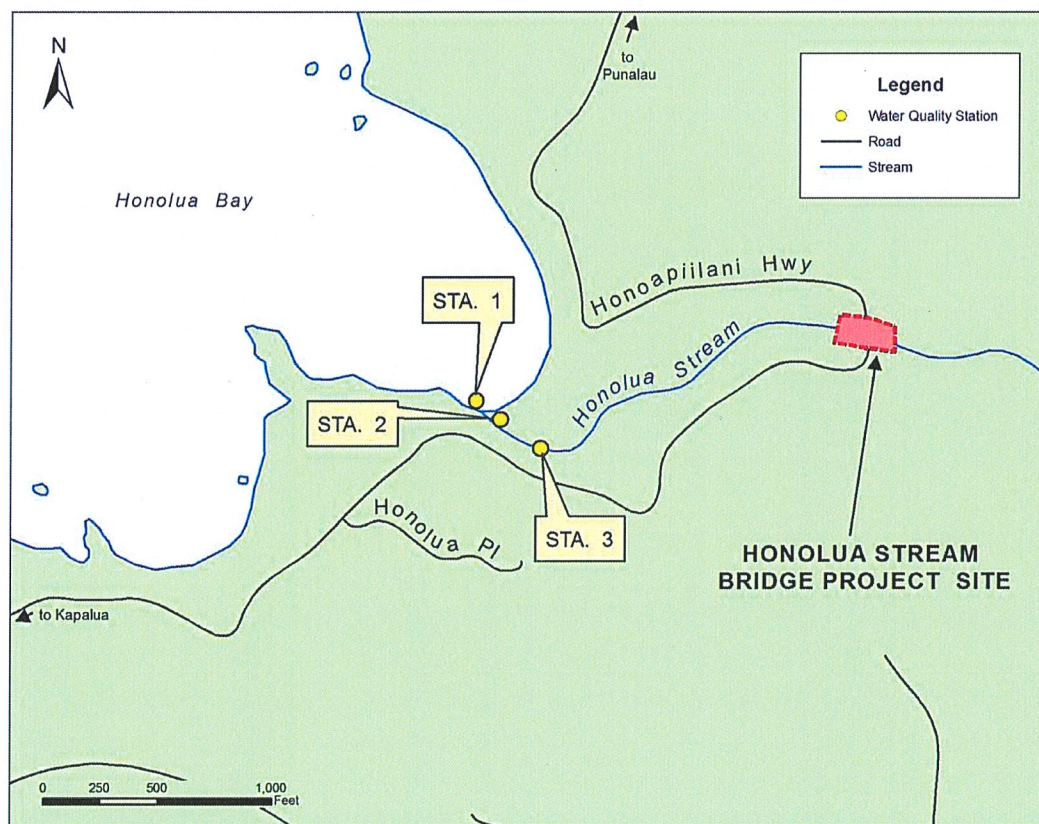 N
to
Punalau
Legend
Water Quality Station
Road
Stream
Honolua Bay
Honoapiilani Hwy
STA. 1
Honolua Stream
STA. 2
STA. 3
Honolua Pl
HONOLUA STREAM
BRIDGE PROJECT SITE
to Kapalua
0 250 500 1,000
Feet